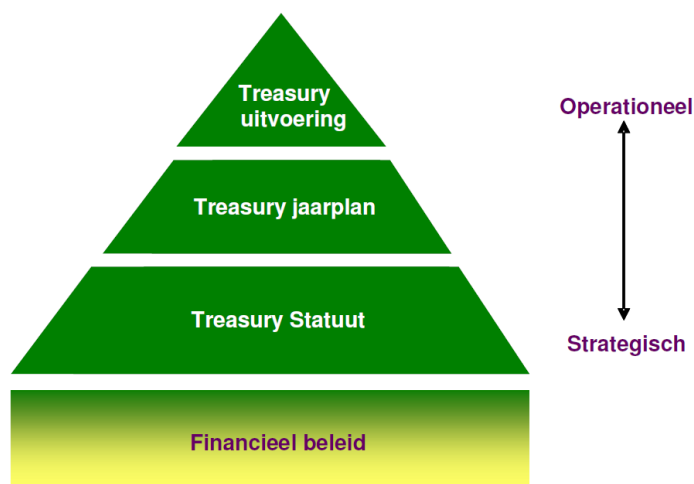 Treasury
uitvoering
Operationeel
Treasury jaarplan
Treasury Statuut
Strategisch
Financieel beleid